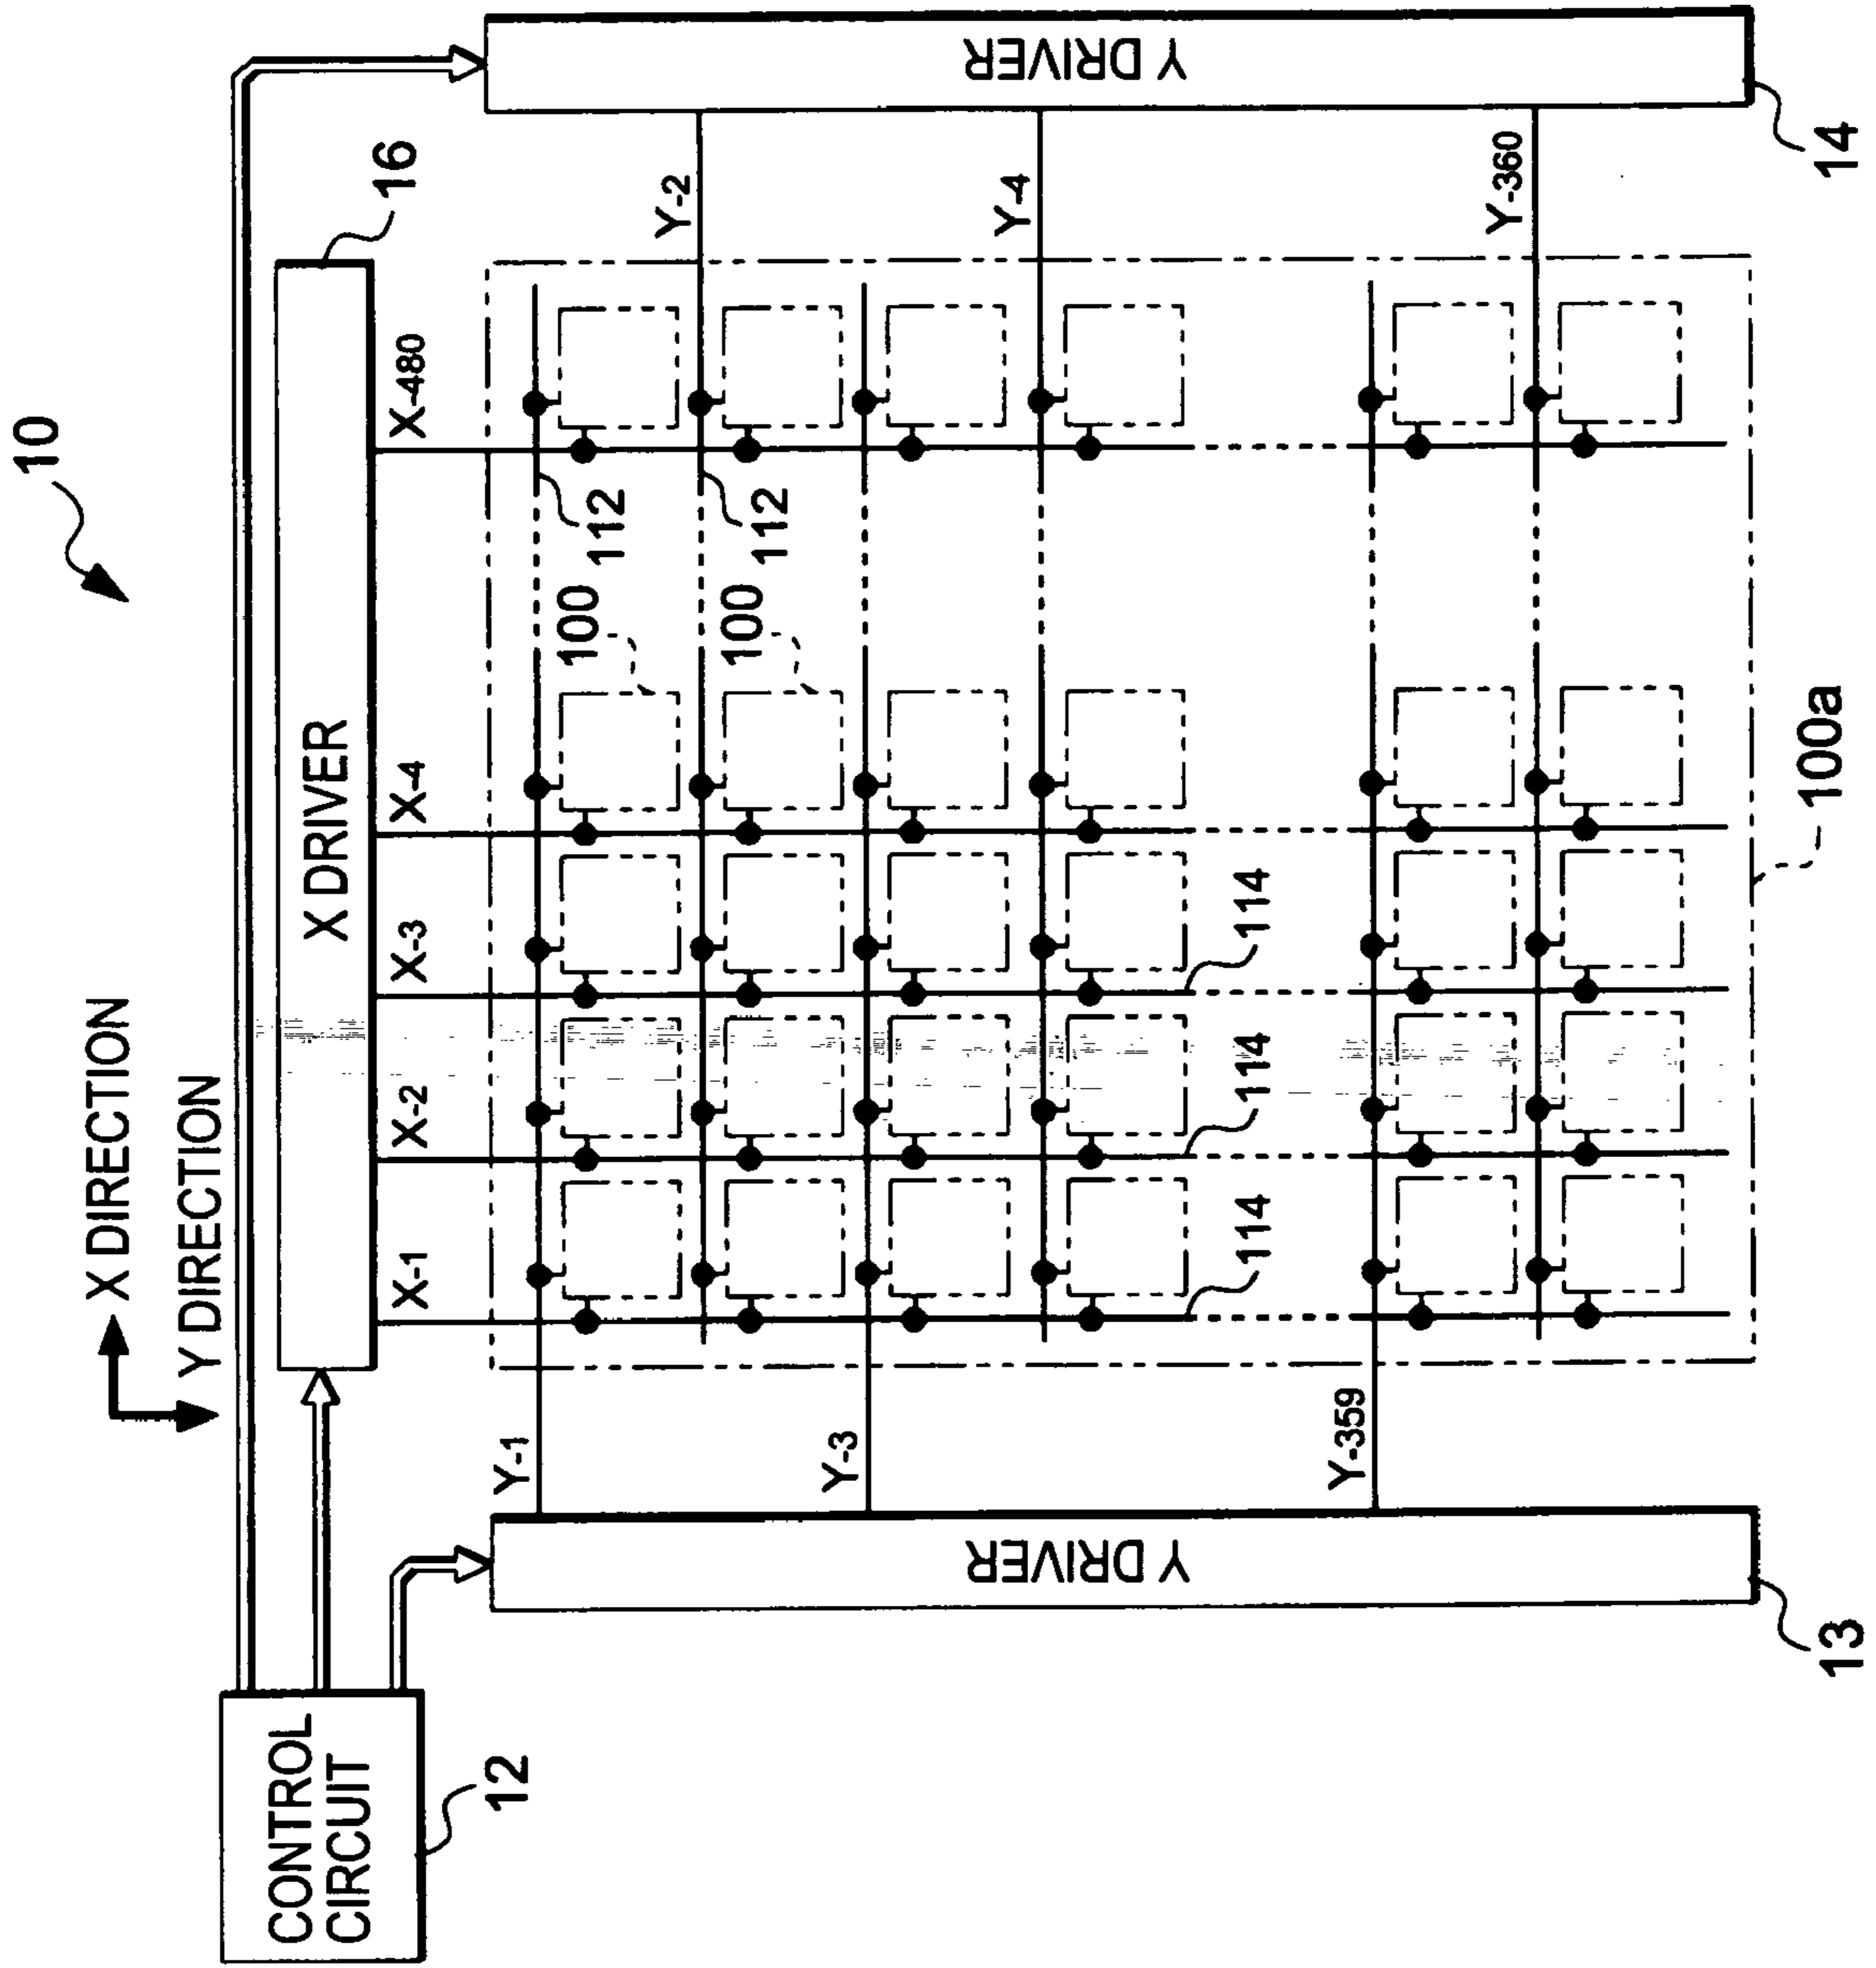 10
X DIRECTION
Y DIRECTION
CONTROL
CIRCUIT
12
X DRIVER
16
X-1
X-2
X-3
X-4
X-480
Y-1
Y-3
Y-359
Y-2
Y-4
Y-360
Y DRIVER
13
Y DRIVER
14
100
100
112
112
114
114
114
100a